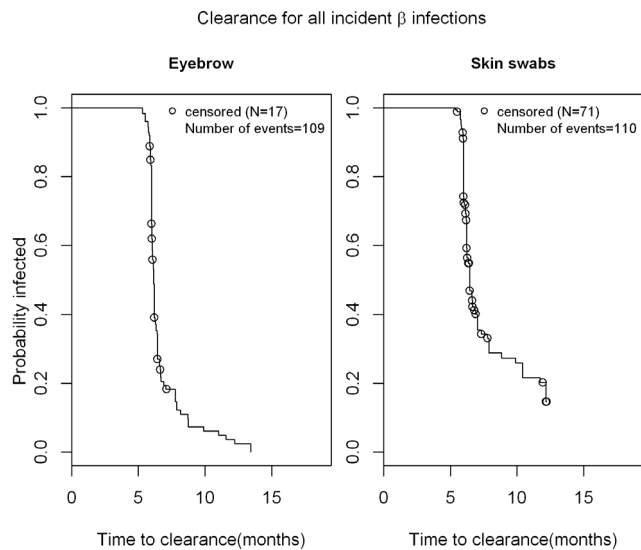 Clearance for all incident β infections
Eyebrow
Skin swabs
Probability infected
0.0
0.2
0.4
0.6
0.8
1.0
censored (N=17)
Number of events=109
0 5 10 15
Time to clearance(months)
0.0
0.2
0.4
0.6
0.8
1.0
censored (N=71)
Number of events=110
0 5 10 15
Time to clearance(months)